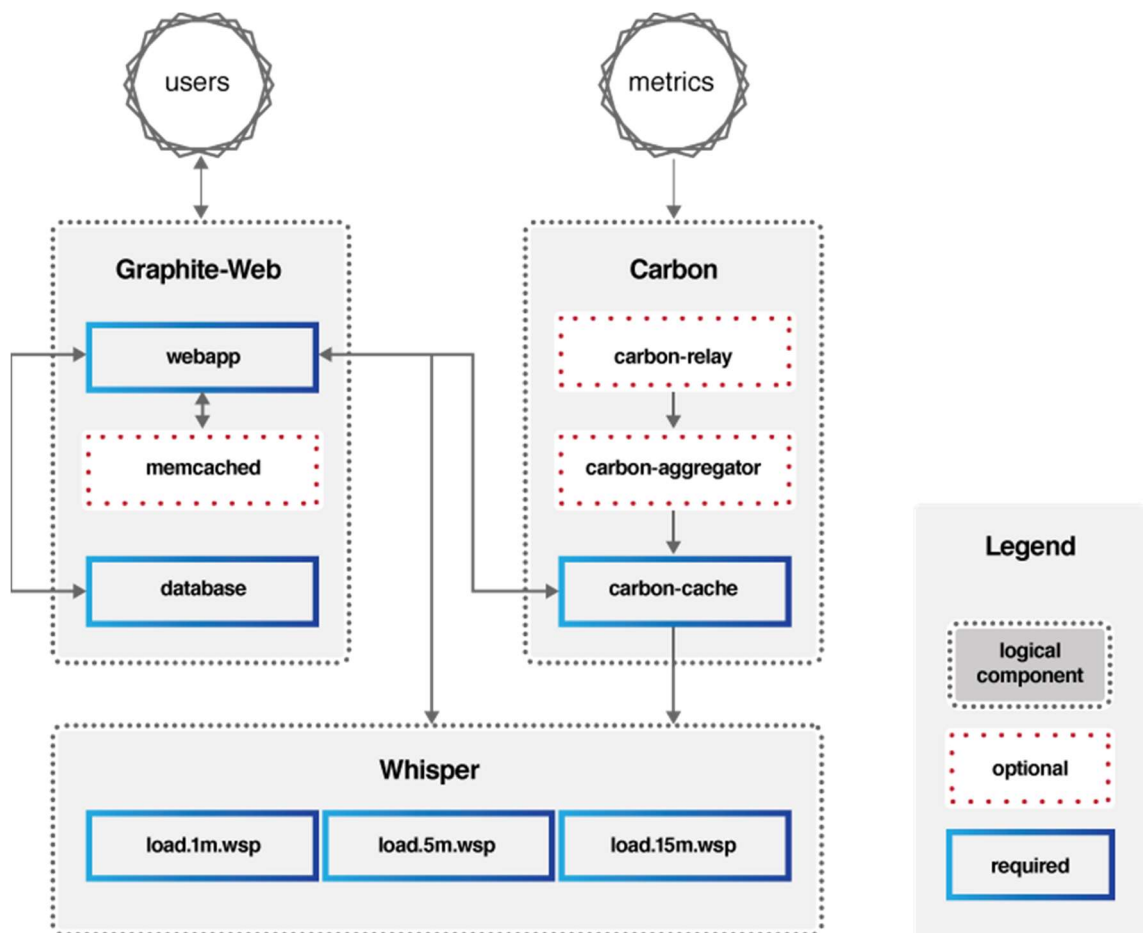 users
metrics
Graphite-Web
Carbon
webapp
carbon-relay
memcached
carbon-aggregator
database
carbon-cache
Whisper
load.1m.wsp
load.5m.wsp
load.15m.wsp
Legend
logical
component
optional
required